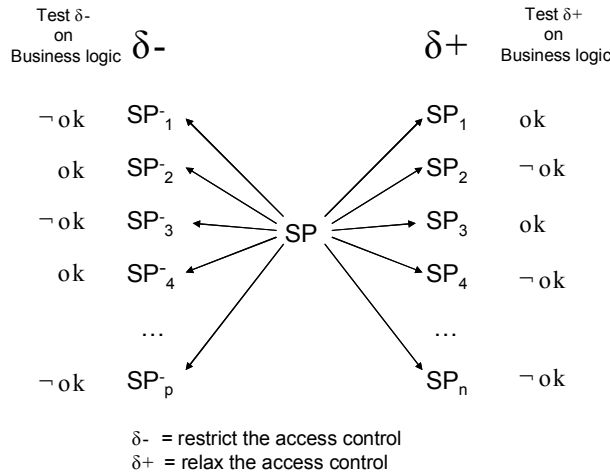 Test δ- δ- δ+ Test δ+
on on
Business logic Business logic
¬ ok SP⁻₁ SP₁ ok
ok SP⁻₂ SP₂ ¬ ok
¬ ok SP⁻₃ SP SP₃ ok
ok SP⁻₄ SP₄ ¬ ok
... ...
¬ ok SP⁻ₚ SPₙ ¬ ok
δ- = restrict the access control
δ+ = relax the access control